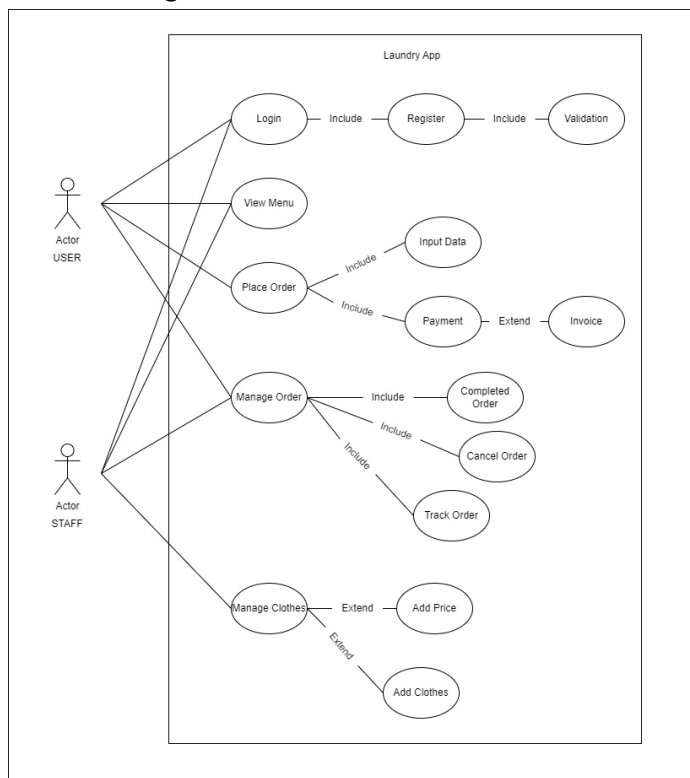 Laundry App
Login
Include
Register
Include
Validation
View Menu
Actor
USER
Input Data
Include
Place Order
Include
Payment
Extend
Invoice
Manage Order
Include
Completed
Order
Include
Cancel Order
Include
Track Order
Actor
STAFF
Manage Clothes
Extend
Add Price
Extend
Add Clothes